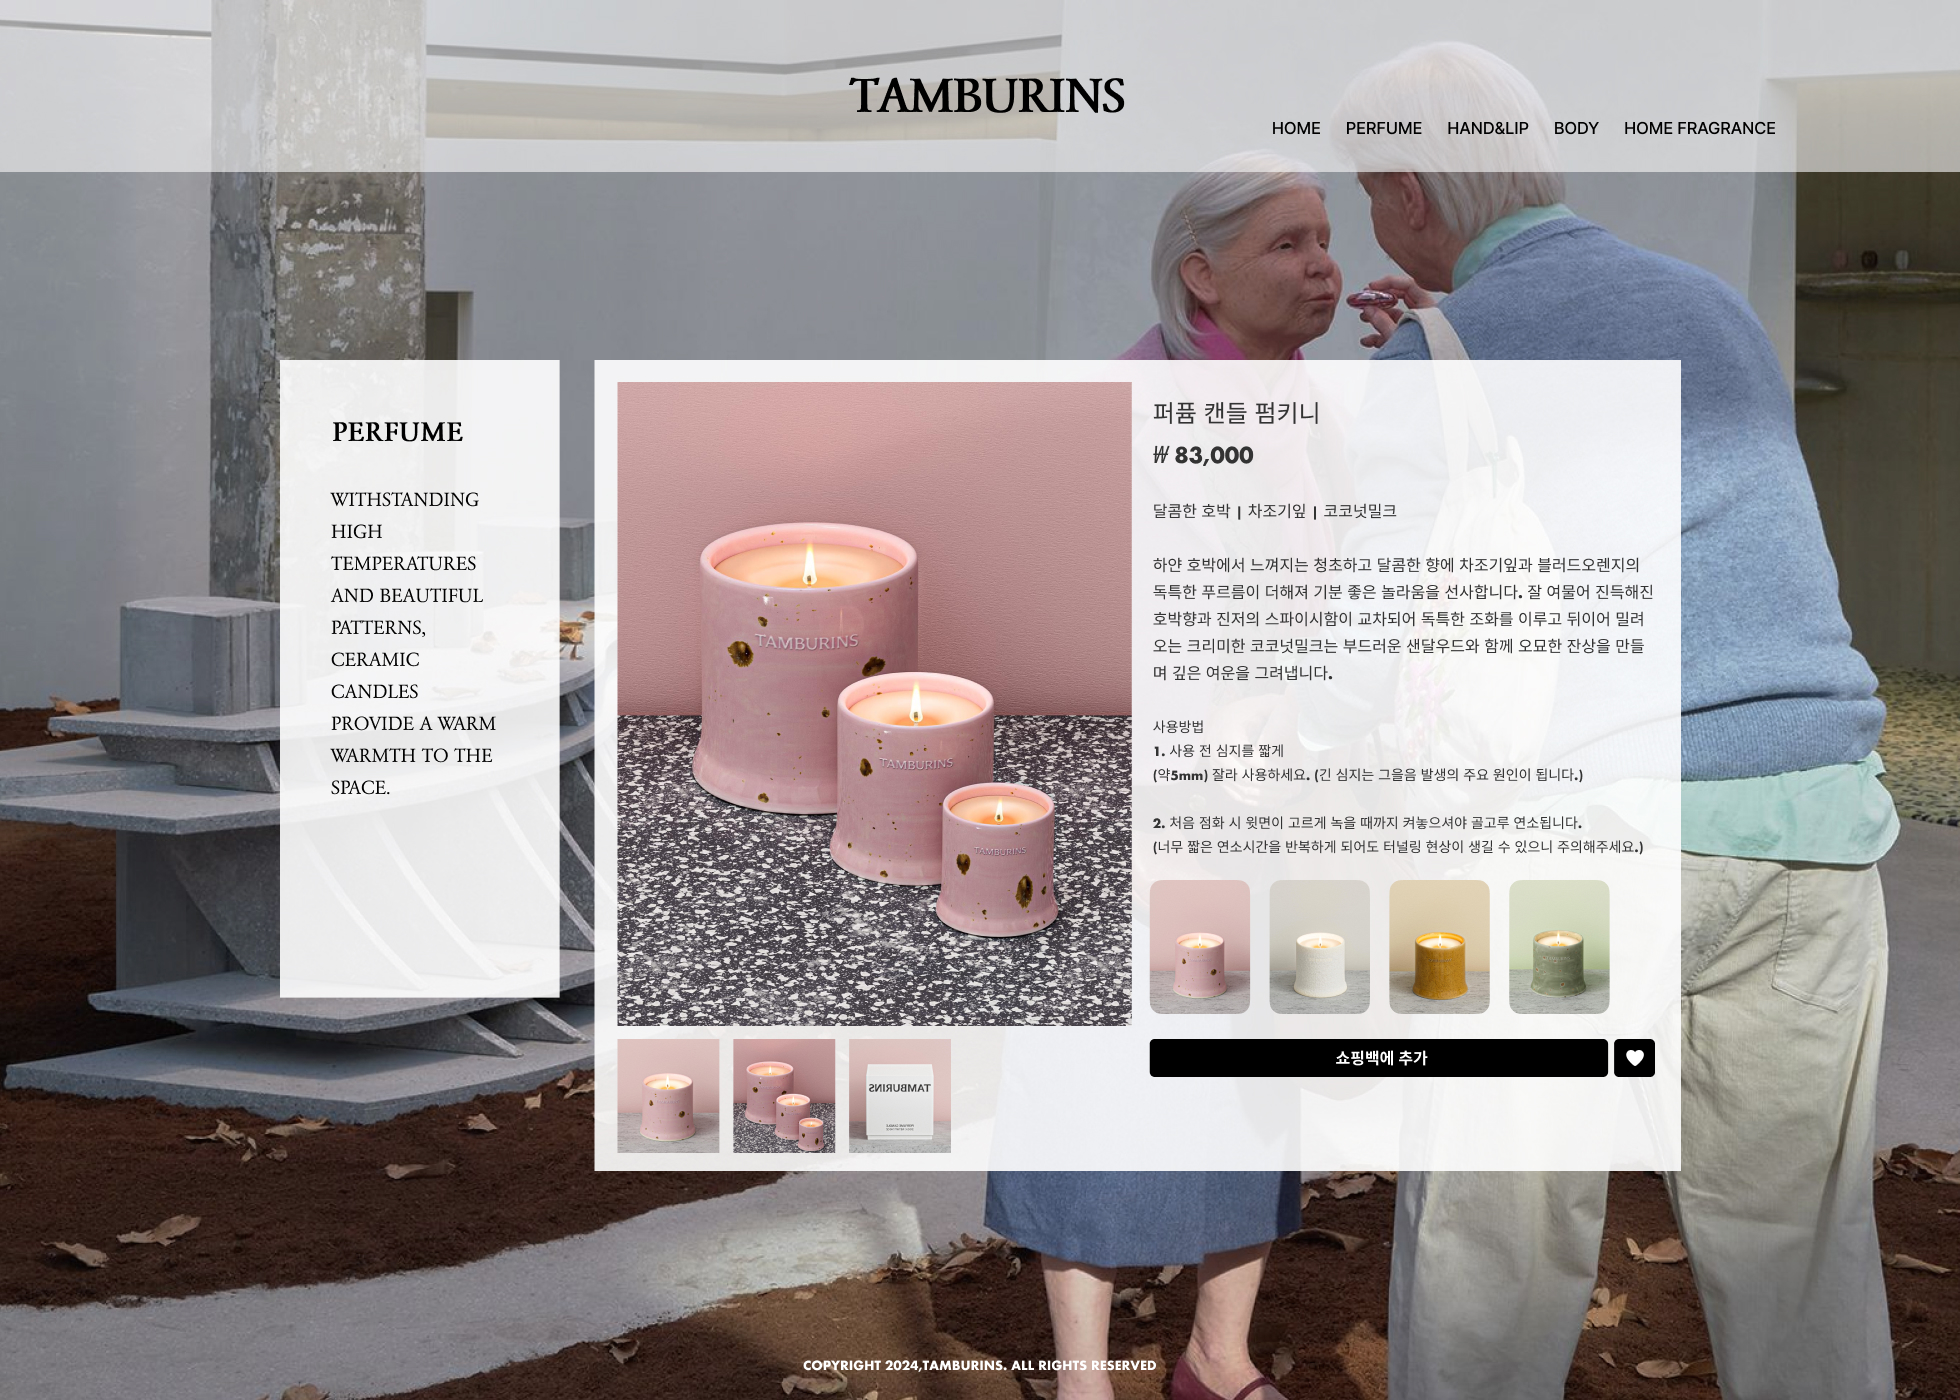 TAMBURINS
HOME PERFUME HAND&LIP BODY HOME FRAGRANCE
PERFUME
WITHSTANDING
HIGH
TEMPERATURES
AND BEAUTIFUL
PATTERNS,
CERAMIC
CANDLES
PROVIDE A WARM
WARMTH TO THE
SPACE.
TAMBURINS
TAMBURINS
TAMBURINS
퍼퓸 캔들 펌키니
₩ 83,000
달콤한 호박 | 차조기잎 | 코코넛밀크
하얀 호박에서 느껴지는 청초하고 달콤한 향에 차조기잎과 블러드오렌지의
독특한 푸르름이 더해져 기분 좋은 놀라움을 선사합니다. 잘 여물어 진득해진
호박향과 진저의 스파이시함이 교차되어 독특한 조화를 이루고 뒤이어 밀려
오는 크리미한 코코넛밀크는 부드러운 샌달우드와 함께 오묘한 잔상을 만들
며 깊은 여운을 그려냅니다.
사용방법
1. 사용 전 심지를 짧게
(약5mm) 잘라 사용하세요. (긴 심지는 그을음 발생의 주요 원인이 됩니다.)
2. 처음 점화 시 윗면이 고르게 녹을 때까지 켜놓으셔야 골고루 연소됩니다.
(너무 짧은 연소시간을 반복하게 되어도 터널링 현상이 생길 수 있으니 주의해주세요.)
쇼핑백에 추가
TAMBURINS
COPYRIGHT 2024,TAMBURINS. ALL RIGHTS RESERVED